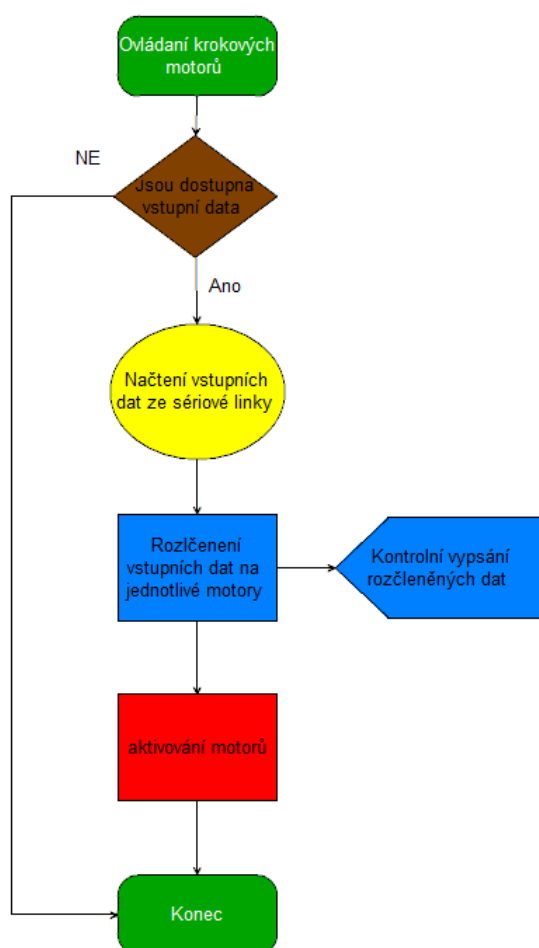 Ovládaní krokových
motorů
NE
Jsou dostupna
vstupní data
Ano
Načtení vstupních
dat ze sériové linky
Rozlčenení
vstupních dat na
jednotlivé motory
Kontrolní vypsání
rozčleněných dat
aktivování motorů
Konec